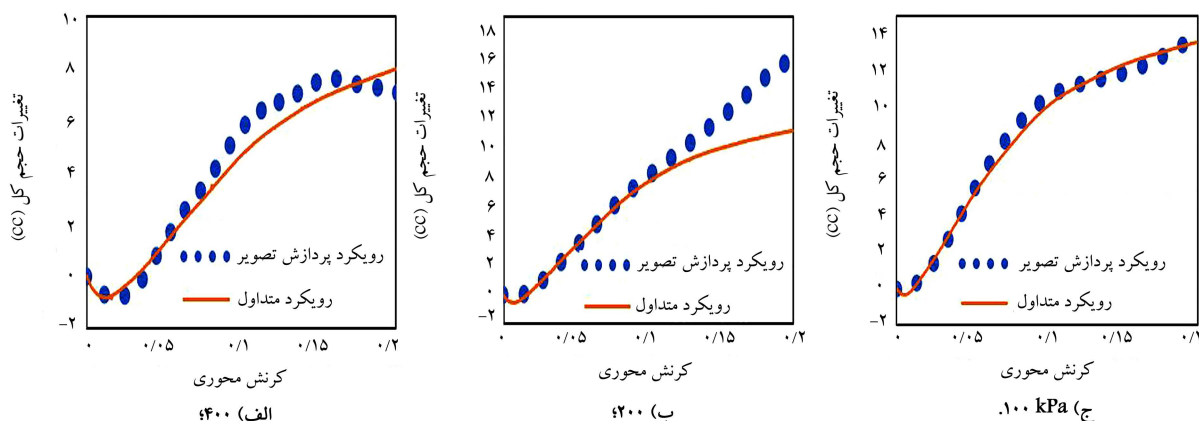 ۱۰
۸
۶
۴
۲
۰
−۲
تغییرات حجم کل (cc)
رویکرد پردازش تصویر
رویکرد متداول
۰ ۰/۰۵ ۰/۱ ۰/۱۵ ۰/۲
کرنش محوری
الف) ۴۰۰؛
۱۸
۱۶
۱۴
۱۲
۱۰
۸
۶
۴
۲
۰
−۲
تغییرات حجم کل (cc)
رویکرد پردازش تصویر
رویکرد متداول
۰ ۰/۰۵ ۰/۱ ۰/۱۵ ۰/۲
کرنش محوری
ب) ۲۰۰؛
۱۴
۱۲
۱۰
۸
۶
۴
۲
۰
−۲
تغییرات حجم کل (cc)
رویکرد پردازش تصویر
رویکرد متداول
۰ ۰/۰۵ ۰/۱ ۰/۱۵ ۰/۲
کرنش محوری
ج) ۱۰۰ kPa.